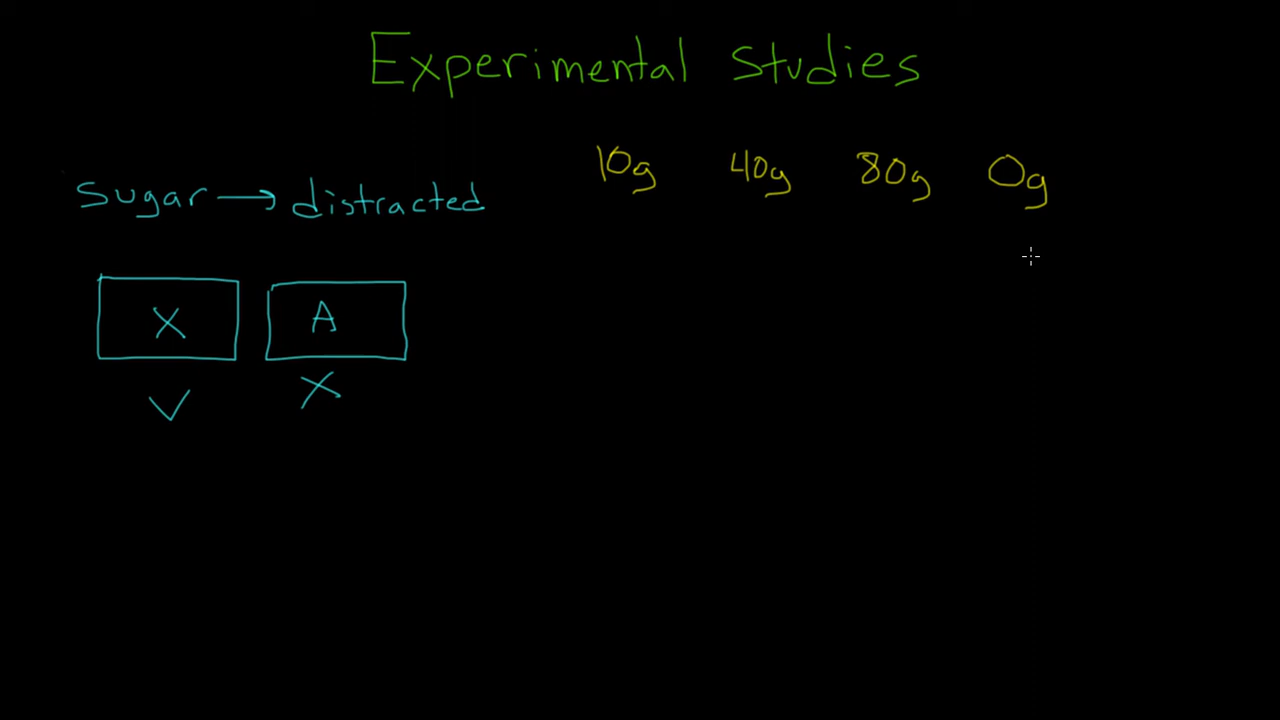 Experimental Studies
10g 40g 80g 0g
Sugar → distracted
X A
✓ X